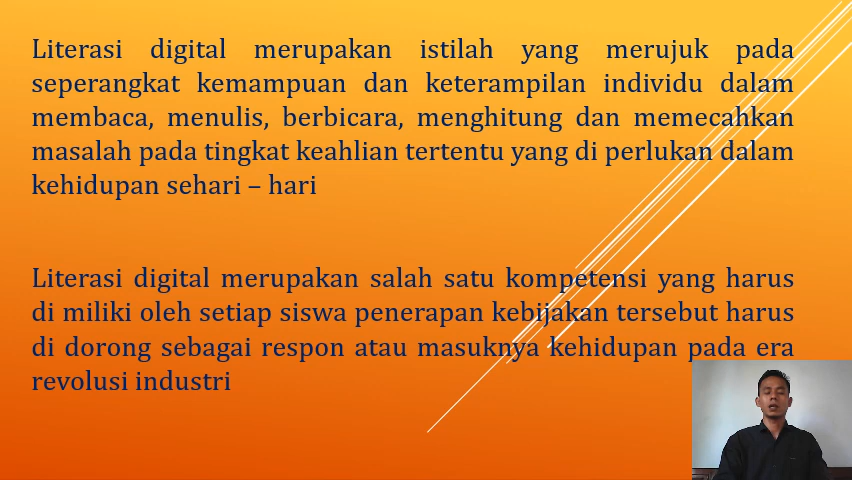 Literasi digital merupakan istilah yang merujuk pada
seperangkat kemampuan dan keterampilan individu dalam
membaca, menulis, berbicara, menghitung dan memecahkan
masalah pada tingkat keahlian tertentu yang di perlukan dalam
kehidupan sehari – hari
Literasi digital merupakan salah satu kompetensi yang harus
di miliki oleh setiap siswa penerapan kebijakan tersebut harus
di dorong sebagai respon atau masuknya kehidupan pada era
revolusi industri